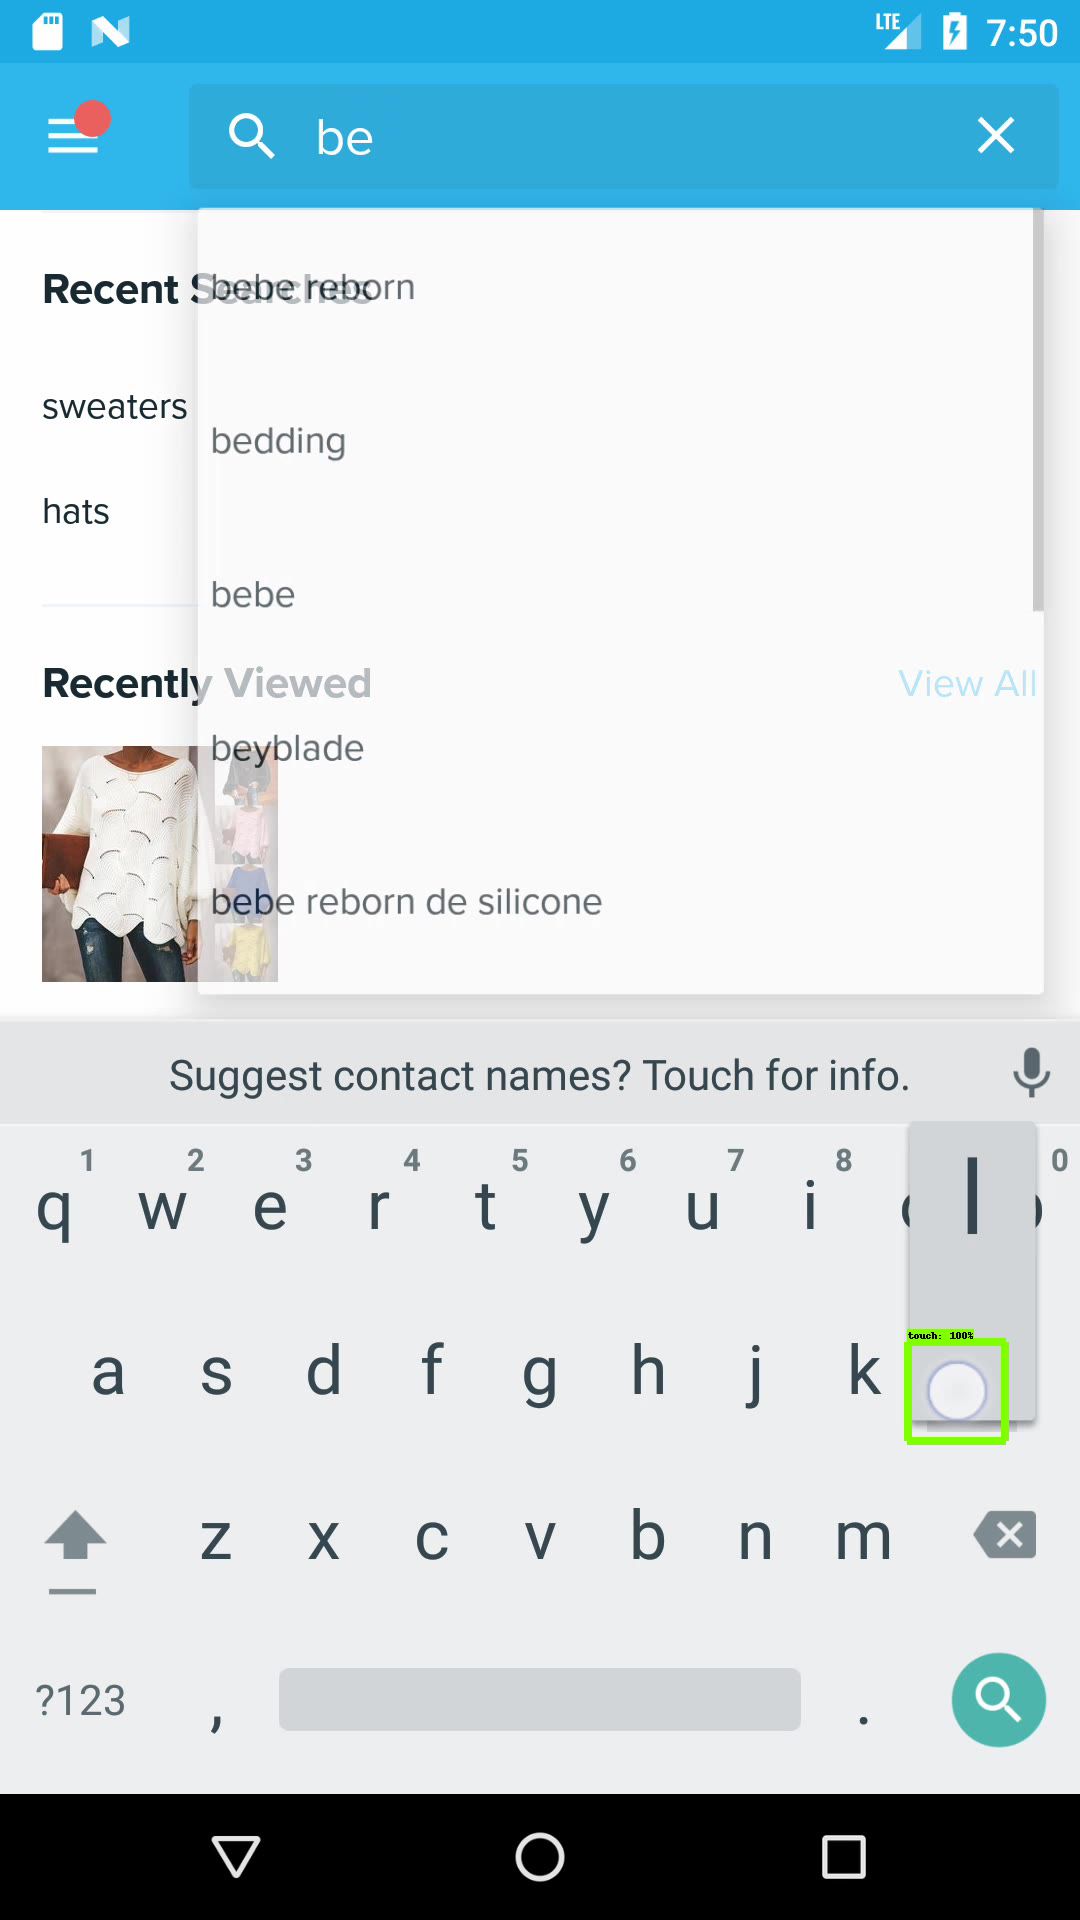 LTE 7:50
be
Recent Searches
bebe reborn
sweaters
bedding
hats
bebe
Recently Viewed View All
beyblade
bebe reborn de silicone
Suggest contact names? Touch for info.
1 2 3 4 5 6 7 8 0
q w e r t y u i
l
touch: 100%
a s d f g h j k
z x c v b n m
?123 , .